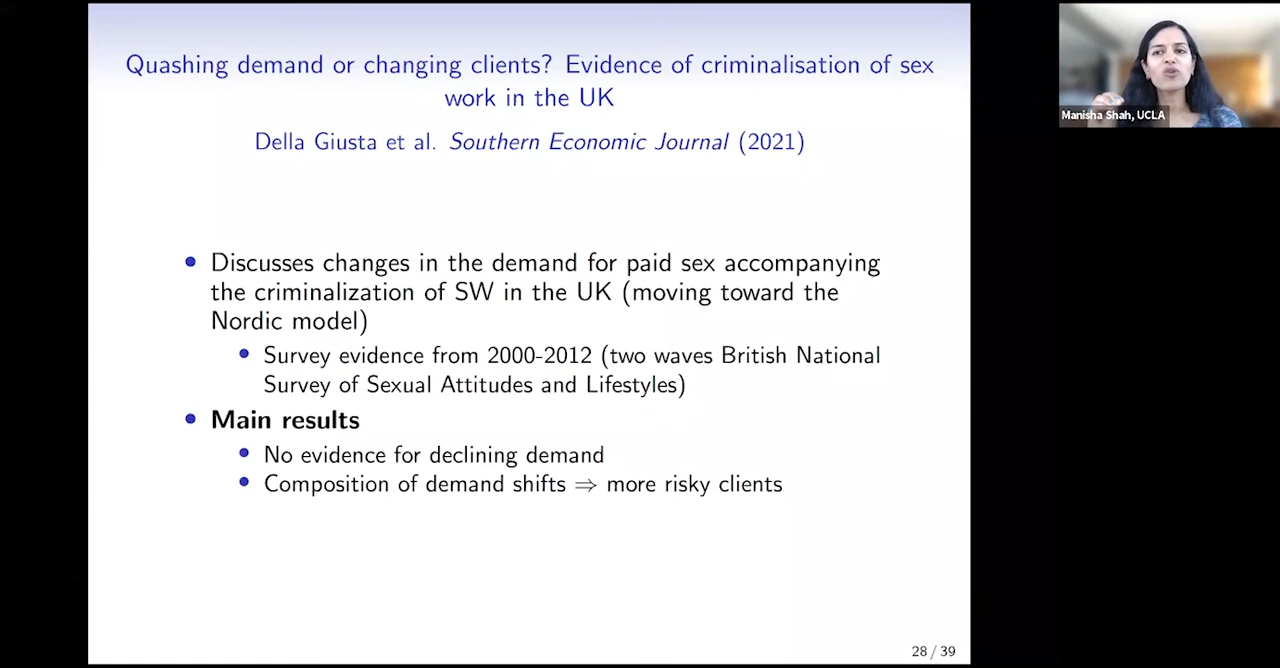 Quashing demand or changing clients? Evidence of criminalisation of sex
work in the UK
Della Giusta et al. Southern Economic Journal (2021)
Manisha Shah, UCLA
Discusses changes in the demand for paid sex accompanying
the criminalization of SW in the UK (moving toward the
Nordic model)
Survey evidence from 2000-2012 (two waves British National
Survey of Sexual Attitudes and Lifestyles)
Main results
No evidence for declining demand
Composition of demand shifts ⇒ more risky clients
28 / 39